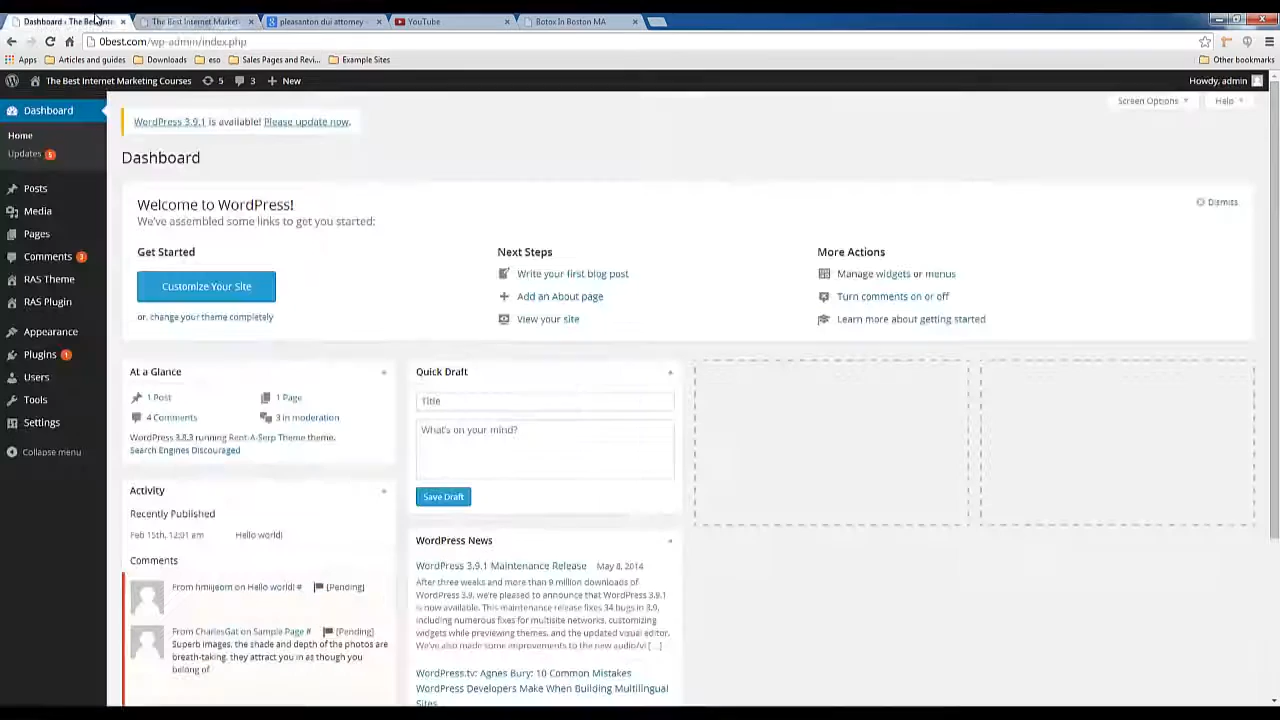 Dashboard ‹ The Best Inte
The Best Internet Market
pleasanton dui attorney
YouTube
Botox In Boston MA
0best.com/wp-admin/index.php
Apps
Articles and guides
Downloads
eso
Sales Pages and Revi...
Example Sites
Other bookmarks
The Best Internet Marketing Courses
5
3
+ New
Howdy, admin
Dashboard
Home
Updates 5
Posts
Media
Pages
Comments 3
RAS Theme
RAS Plugin
Appearance
Plugins 1
Users
Tools
Settings
Collapse menu
Screen Options
Help
WordPress 3.9.1 is available! Please update now.
Dashboard
Welcome to WordPress!
We've assembled some links to get you started:
Dismiss
Get Started
Customize Your Site
or, change your theme completely
Next Steps
Write your first blog post
Add an About page
View your site
More Actions
Manage widgets or menus
Turn comments on or off
Learn more about getting started
At a Glance
1 Post
1 Page
4 Comments
3 in moderation
WordPress 3.8.3 running Rent-A-Serp Theme theme.
Search Engines Discouraged
Activity
Recently Published
Feb 15th, 12:01 am
Hello world!
Comments
From hmijeom on Hello world! # [Pending]
From CharlesGat on Sample Page # [Pending]
Superb images, the shade and depth of the photos are
breath-taking, they attract you in as though you
belong of
Quick Draft
Title
What's on your mind?
Save Draft
WordPress News
WordPress 3.9.1 Maintenance Release May 8, 2014
After three weeks and more than 9 million downloads of
WordPress 3.9, we're pleased to announce that WordPress 3.9.1
is now available. This maintenance release fixes 34 bugs in 3.9,
including numerous fixes for multisite networks, customizing
widgets while previewing themes, and the updated visual editor.
We've also made some improvements to the new audio/vi [...]
WordPress.tv: Agnes Bury: 10 Common Mistakes
WordPress Developers Make When Building Multilingual
Sites